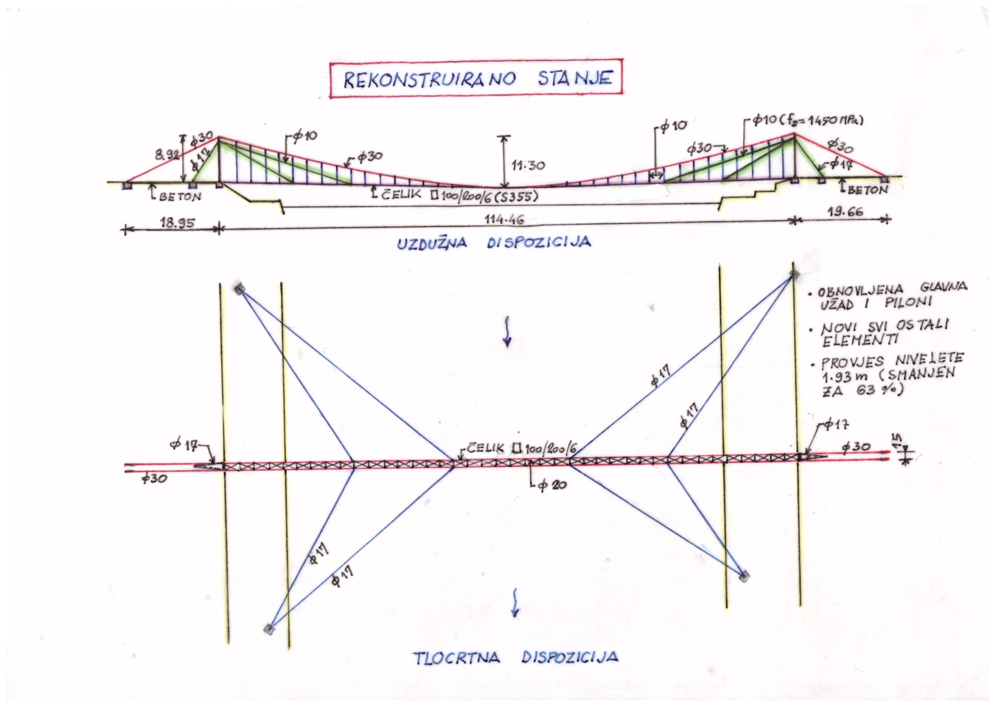 REKONSTRUIRANO STANJE
ϕ10 (fs=1450 MPa)
ϕ10
ϕ10
ϕ30
8.92
ϕ17
ϕ30
11.30
ϕ30
ϕ30
ϕ17
BETON
ČELIK □100/200/6 (S355)
BETON
18.95
114.46
19.66
UZDUŽNA DISPOZICIJA
• OBNOVLJENA GLAVNA
UŽAD I PILONI
• NOVI SVI OSTALI
ELEMENTI
• PROVJES NIVELETE
1.93m (SMANJEN
ZA 63%)
ϕ17
ϕ17
ϕ17
ϕ17
ČELIK □ 100/200/6
ϕ30
15
ϕ30
ϕ20
ϕ17
ϕ17
TLOCRTNA DISPOZICIJA